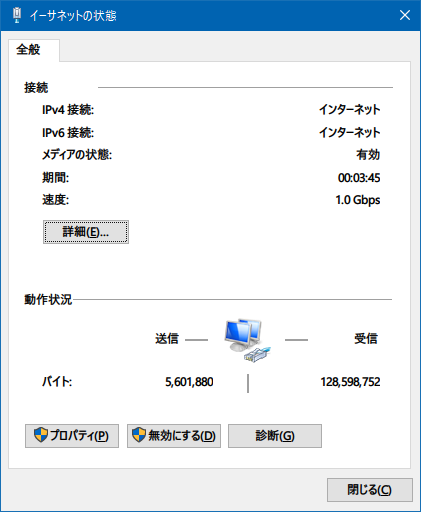 イーサネットの状態
全般
接続
IPv4 接続: インターネット
IPv6 接続: インターネット
メディアの状態: 有効
期間: 00:03:45
速度: 1.0 Gbps
詳細(E)...
動作状況
送信 受信
バイト: 5,601,880 128,598,752
プロパティ(P) 無効にする(D) 診断(G)
閉じる(C)